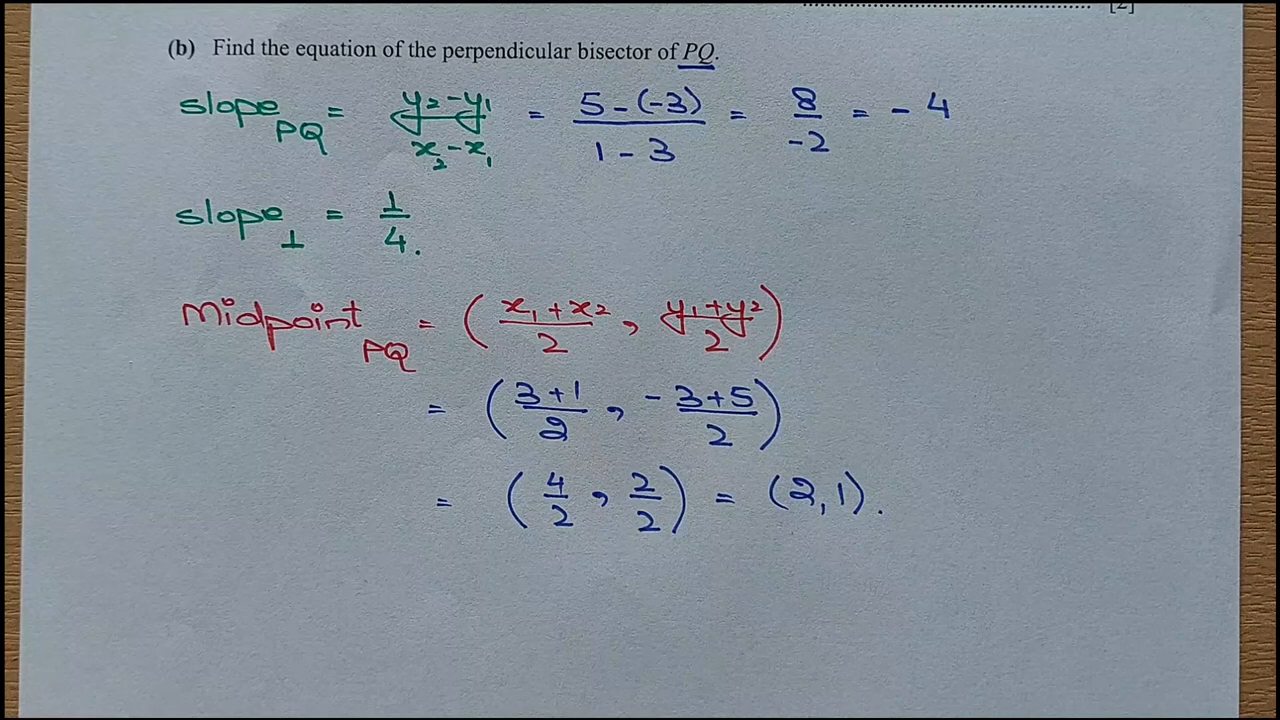 [2]
(b) Find the equation of the perpendicular bisector of PQ.
slope PQ = y2-y1/x2-x1 = 5-(-3)/1-3 = 8/-2 = -4
slope ⊥ = 1/4.
Midpoint PQ = (x1+x2/2, y1+y2/2)
= (3+1/2, -3+5/2)
= (4/2, 2/2) = (2,1).